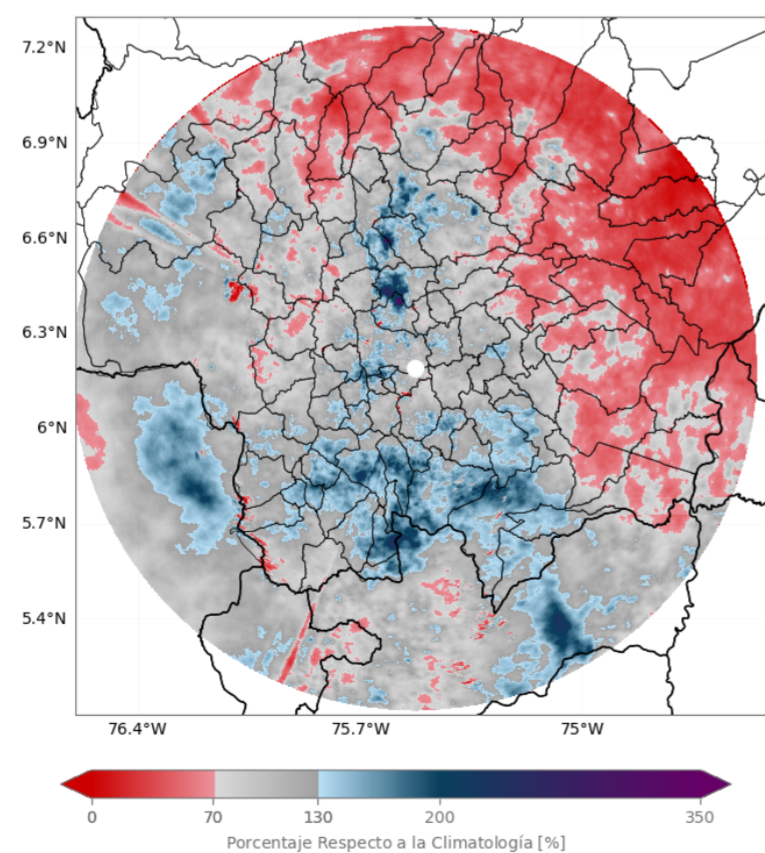 7.2°N
6.9°N
6.6°N
6.3°N
6°N
5.7°N
5.4°N
76.4°W 75.7°W 75°W
0 70 130 200 350
Porcentaje Respecto a la Climatología [%]